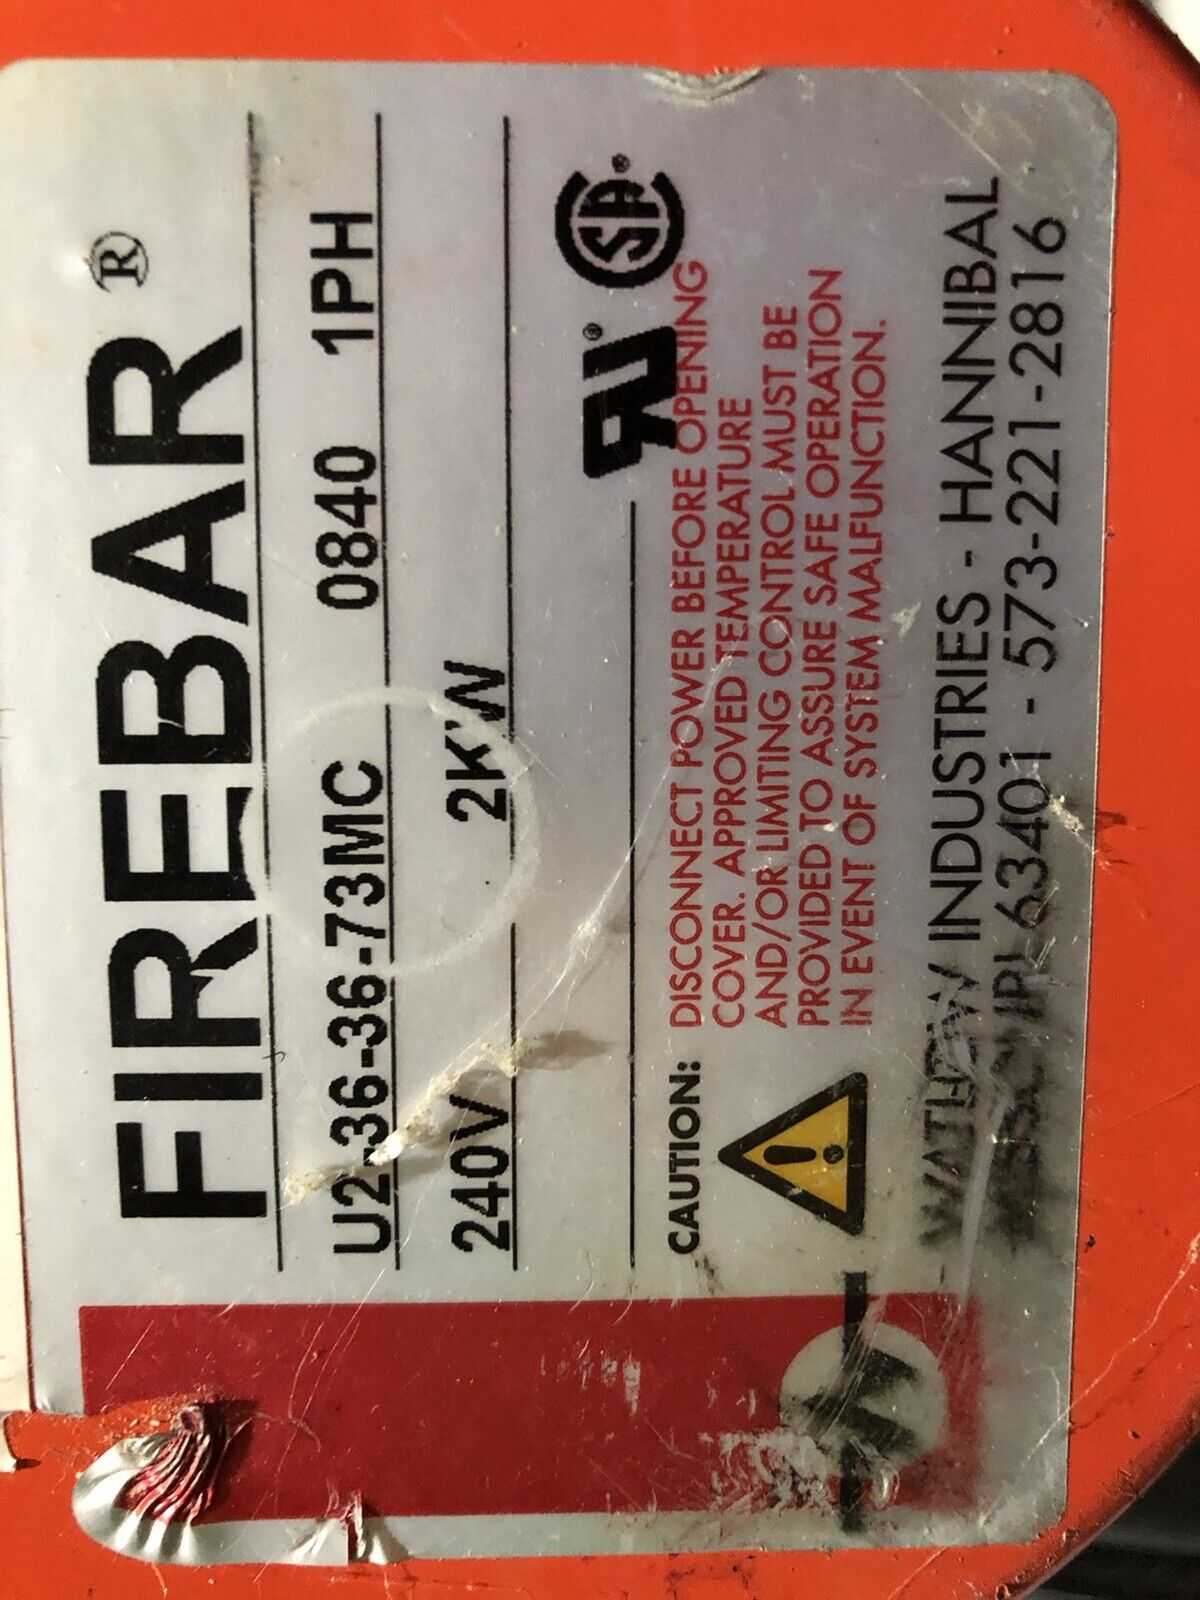 FIREBAR®
U2-36-36-73MC 0840 1PH
240V 2KW
CAUTION: DISCONNECT POWER BEFORE OPENING
COVER. APPROVED TEMPERATURE
AND/OR LIMITING CONTROL MUST BE
PROVIDED TO ASSURE SAFE OPERATION
IN EVENT OF SYSTEM MALFUNCTION.
INDUSTRIES - HANNIBAL
63401 - 573-221-2816